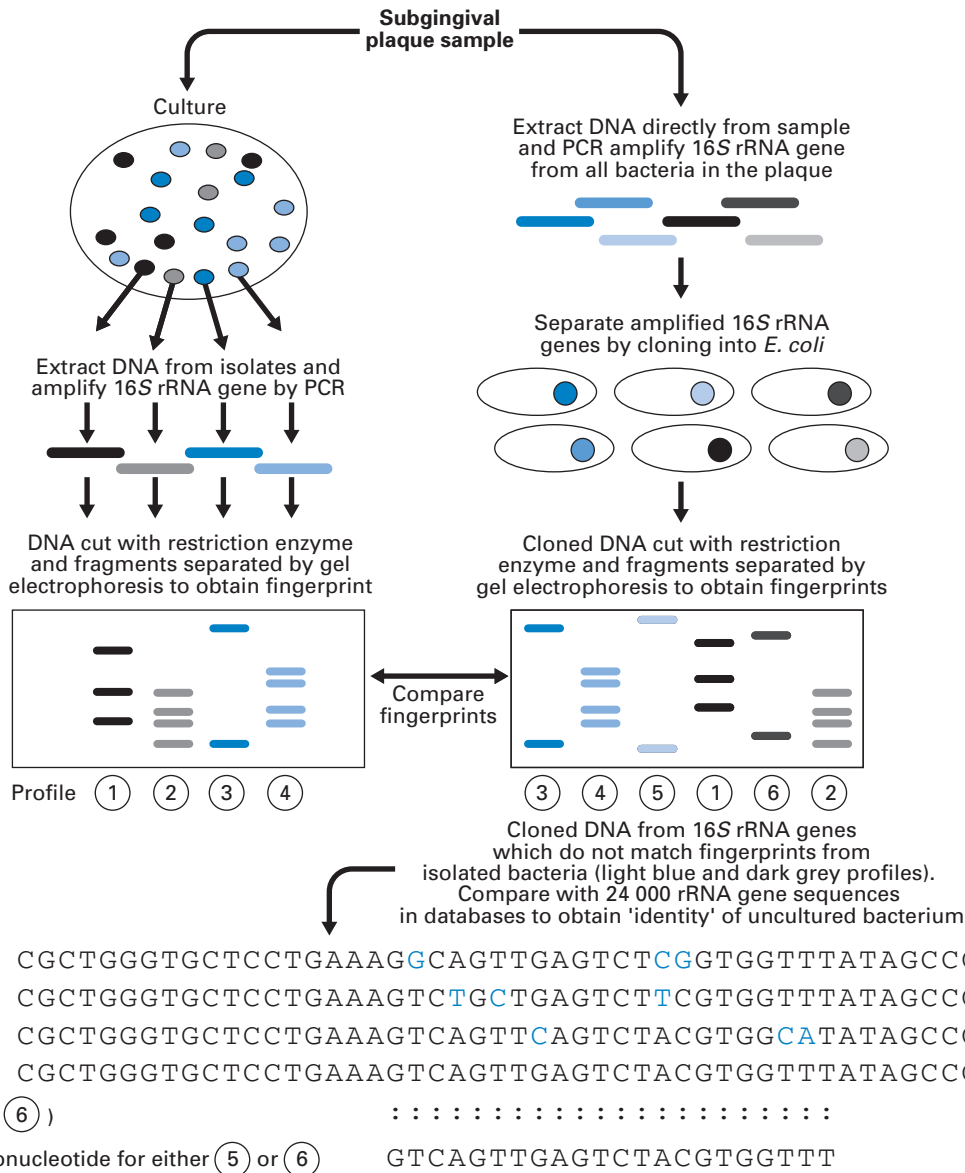 Subgingival
plaque sample
Culture
Extract DNA directly from sample
and PCR amplify 16S rRNA gene
from all bacteria in the plaque
Separate amplified 16S rRNA
genes by cloning into E. coli
Extract DNA from isolates and
amplify 16S rRNA gene by PCR
DNA cut with restriction enzyme
and fragments separated by gel
electrophoresis to obtain fingerprint
Cloned DNA cut with restriction
enzyme and fragments separated by
gel electrophoresis to obtain fingerprints
Compare
fingerprints
Profile 1 2 3 4
3 4 5 1 6 2
Cloned DNA from 16S rRNA genes
which do not match fingerprints from
isolated bacteria (light blue and dark grey profiles).
Compare with 24 000 rRNA gene sequences
in databases to obtain 'identity' of uncultured bacterium
CGCTGGGTGCTCCTGAAAGGCAGTTGAGTCTCGGTGGTTTATAGCC
CGCTGGGTGCTCCTGAAAGTCTGCTGAGTCTTCGTGGTTTATAGCC
CGCTGGGTGCTCCTGAAAGTCAGTTCAGTCTACGTGGCATATAGCC
CGCTGGGTGCTCCTGAAAGTCAGTTGAGTCTACGTGGTTTATAGCC
6 ) : : : : : : : : : : : : : : : : : : : : : : :
onucleotide for either 5 or 6 GTCAGTTGAGTCTACGTGGTTT